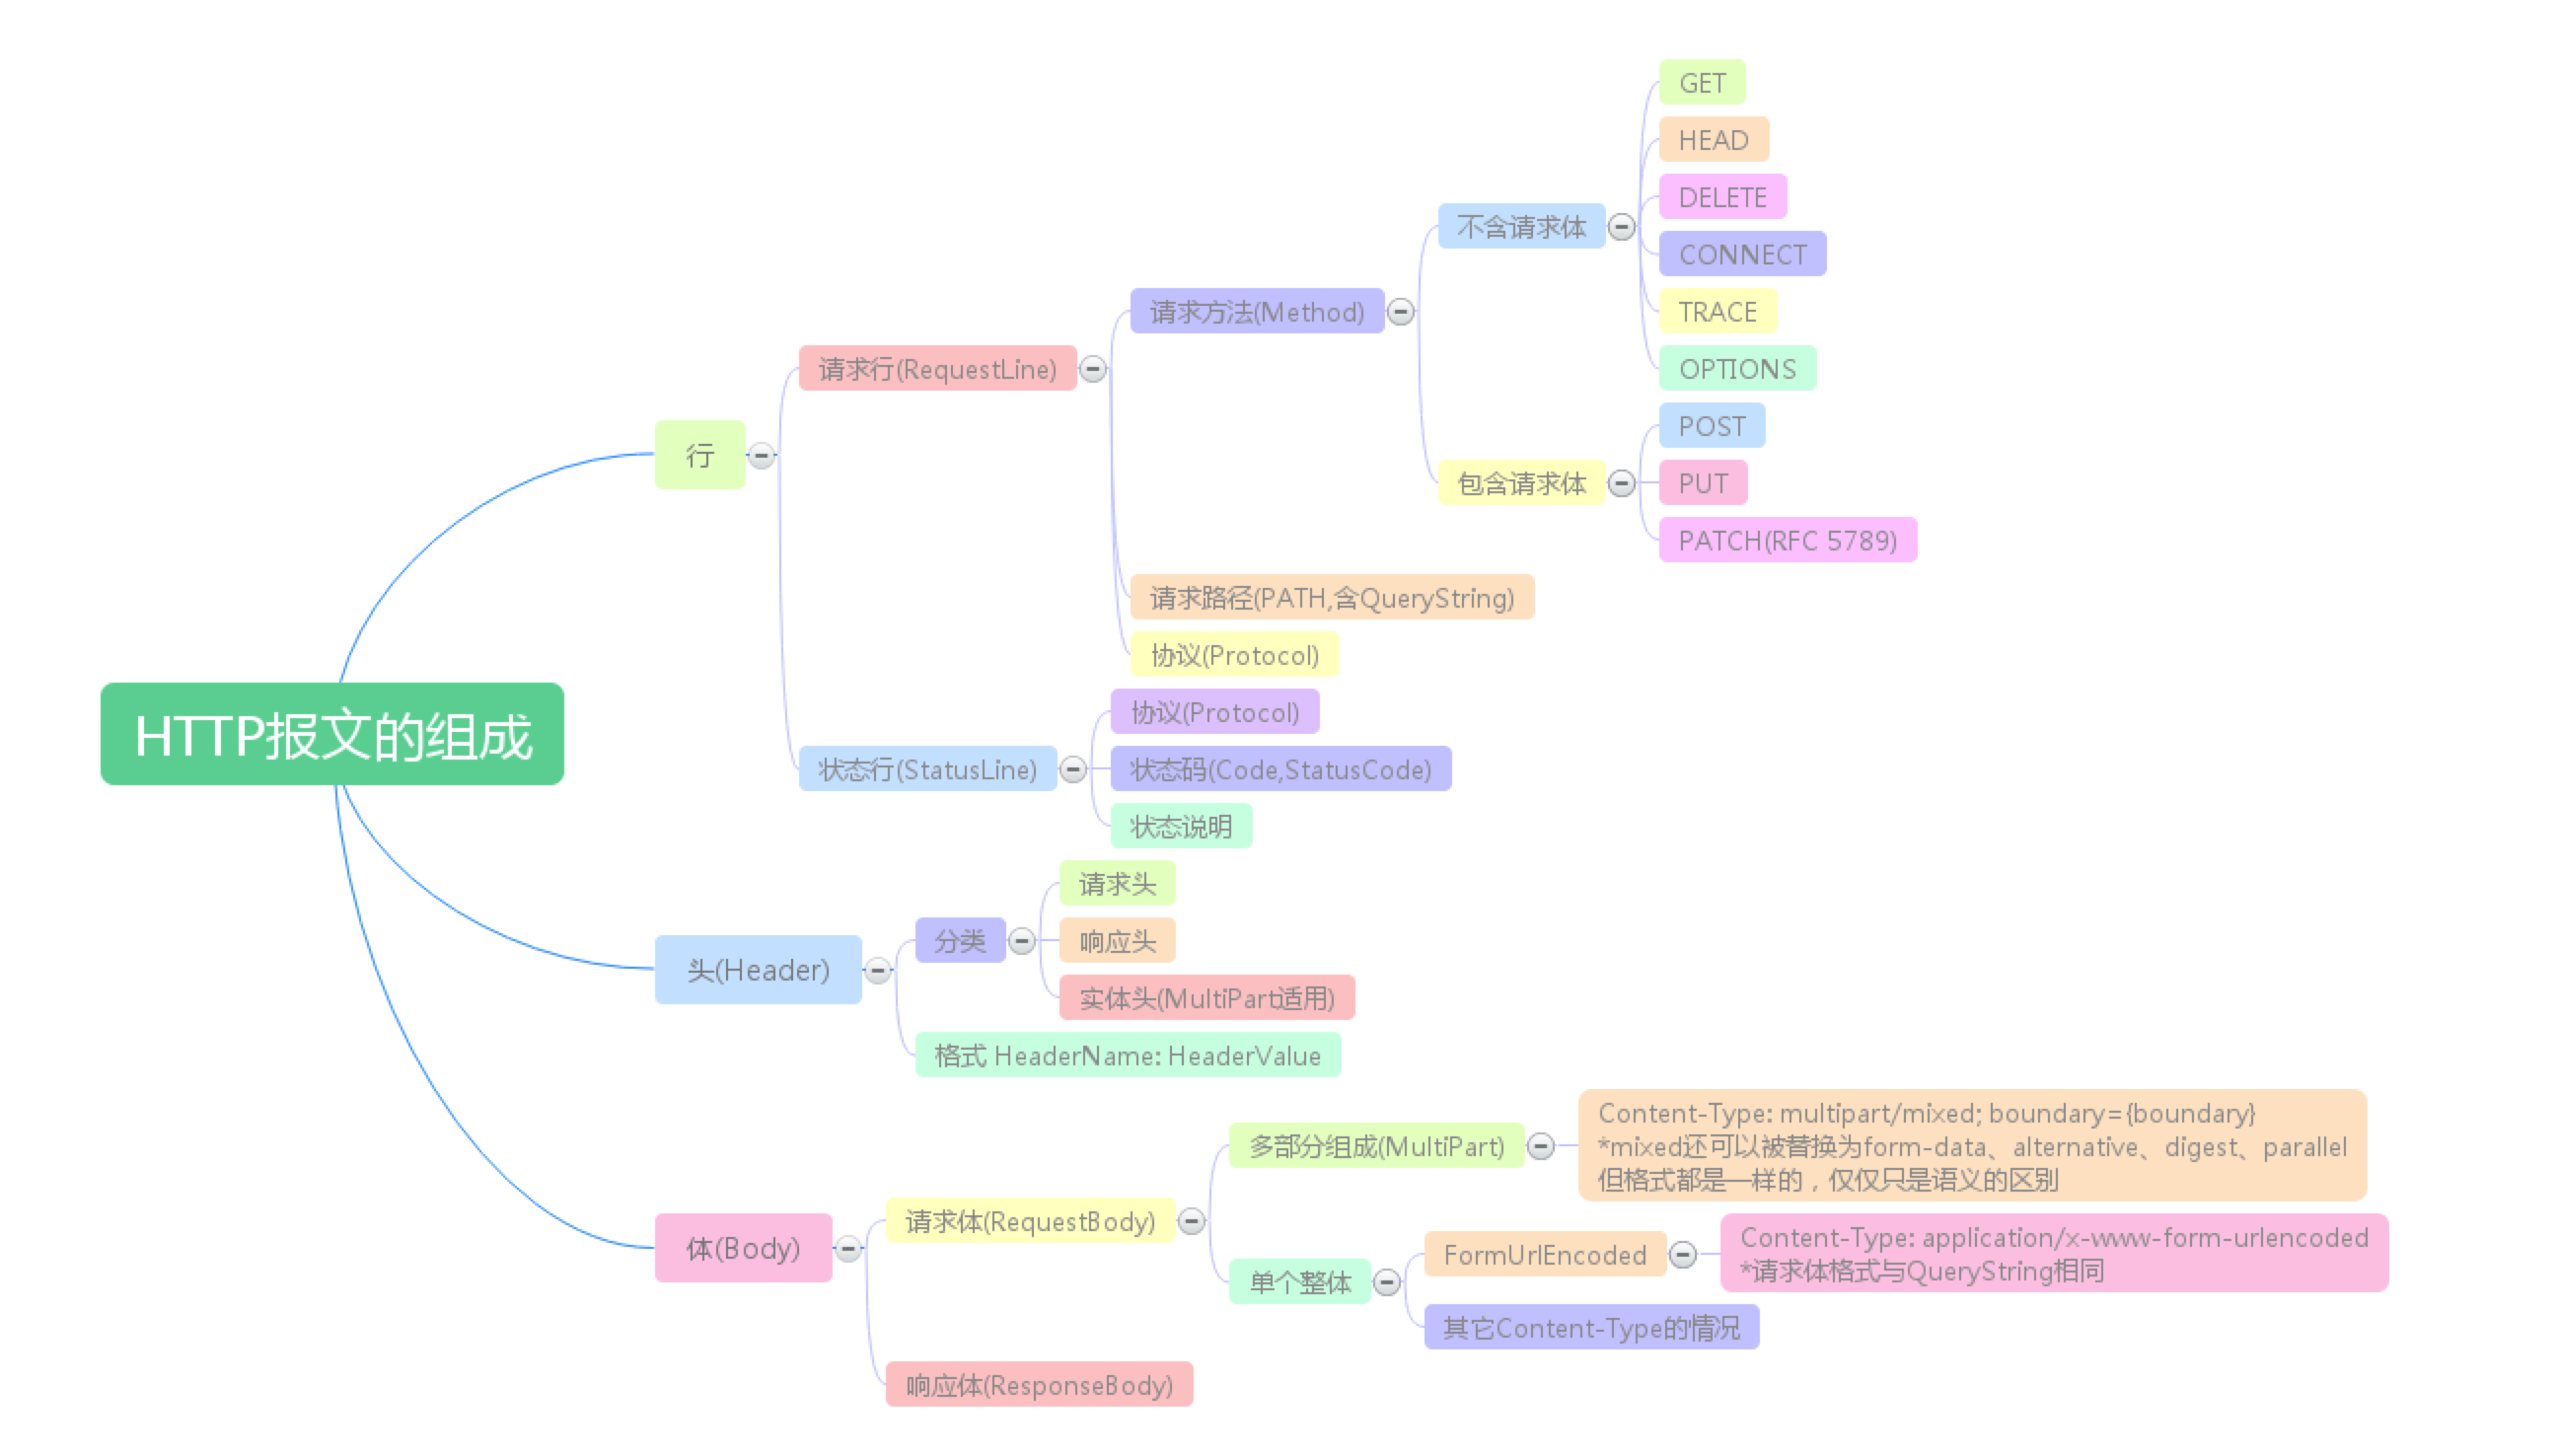 HTTP报文的组成
行
请求行(RequestLine)
请求方法(Method)
不含请求体
GET
HEAD
DELETE
CONNECT
TRACE
OPTIONS
包含请求体
POST
PUT
PATCH(RFC 5789)
请求路径(PATH,含QueryString)
协议(Protocol)
状态行(StatusLine)
协议(Protocol)
状态码(Code,StatusCode)
状态说明
头(Header)
分类
请求头
响应头
实体头(MultiPart适用)
格式 HeaderName: HeaderValue
体(Body)
请求体(RequestBody)
多部分组成(MultiPart)
Content-Type: multipart/mixed; boundary={boundary}
*mixed还可以被替换为form-data、alternative、digest、parallel
但格式都是一样的，仅仅只是语义的区别
单个整体
FormUrlEncoded
Content-Type: application/x-www-form-urlencoded
*请求体格式与QueryString相同
其它Content-Type的情况
响应体(ResponseBody)